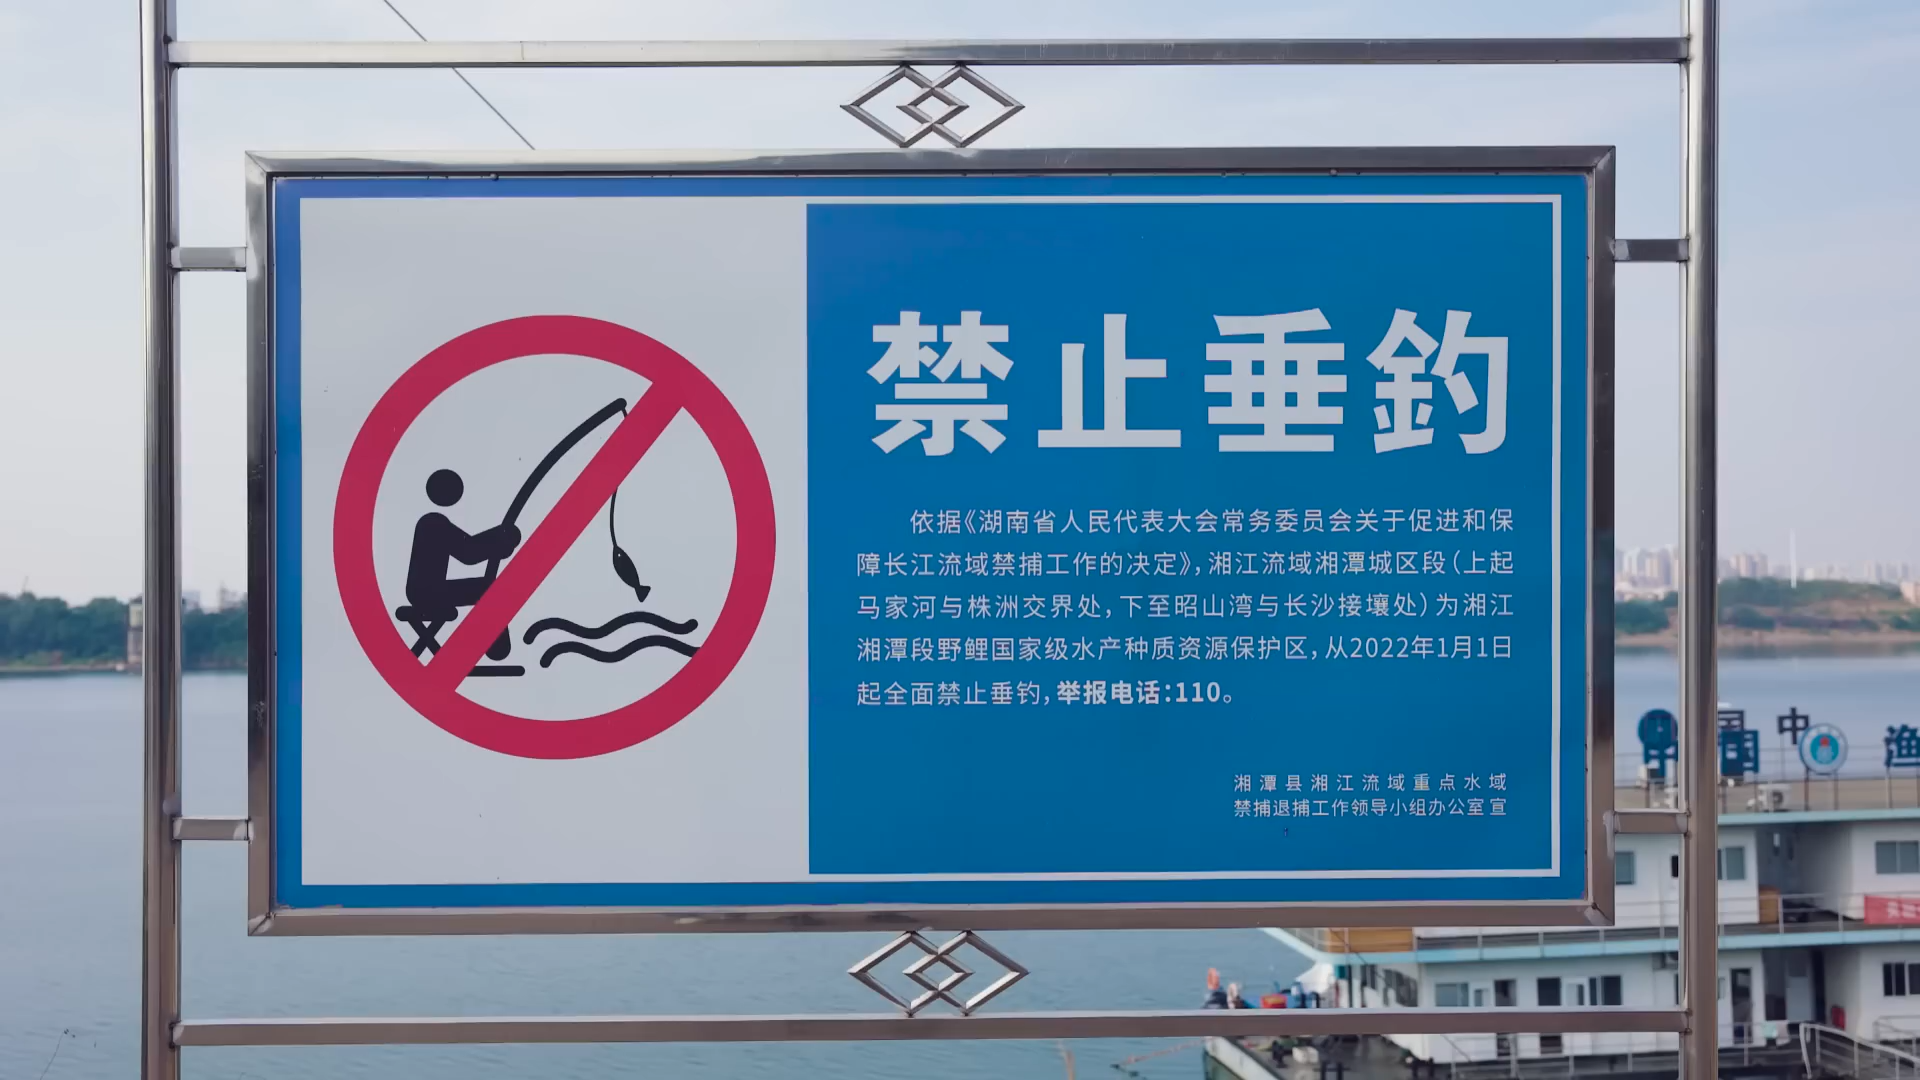 禁止垂釣
依据《湖南省人民代表大会常务委员会关于促进和保
障长江流域禁捕工作的决定》，湘江流域湘潭城区段（上起
马家河与株洲交界处，下至昭山湾与长沙接壤处）为湘江
湘潭段野鲤国家级水产种质资源保护区，从2022年1月1日
起全面禁止垂钓，举报电话：110。
湘潭县湘江流域重点水域
禁捕退捕工作领导小组办公室宣
中
国
渔